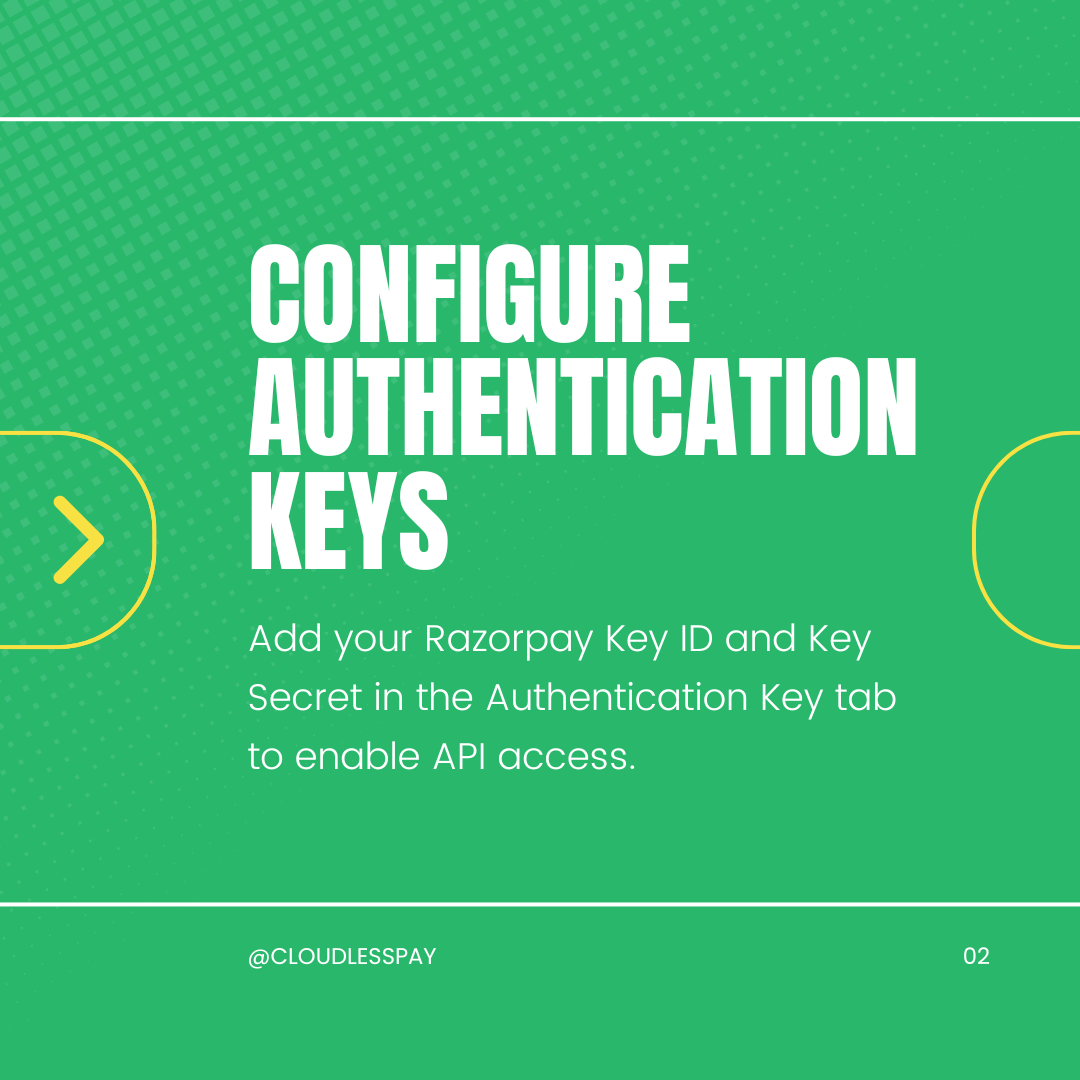 CONFIGURE
AUTHENTICATION
KEYS
Add your Razorpay Key ID and Key
Secret in the Authentication Key tab
to enable API access.
@CLOUDLESSPAY
02